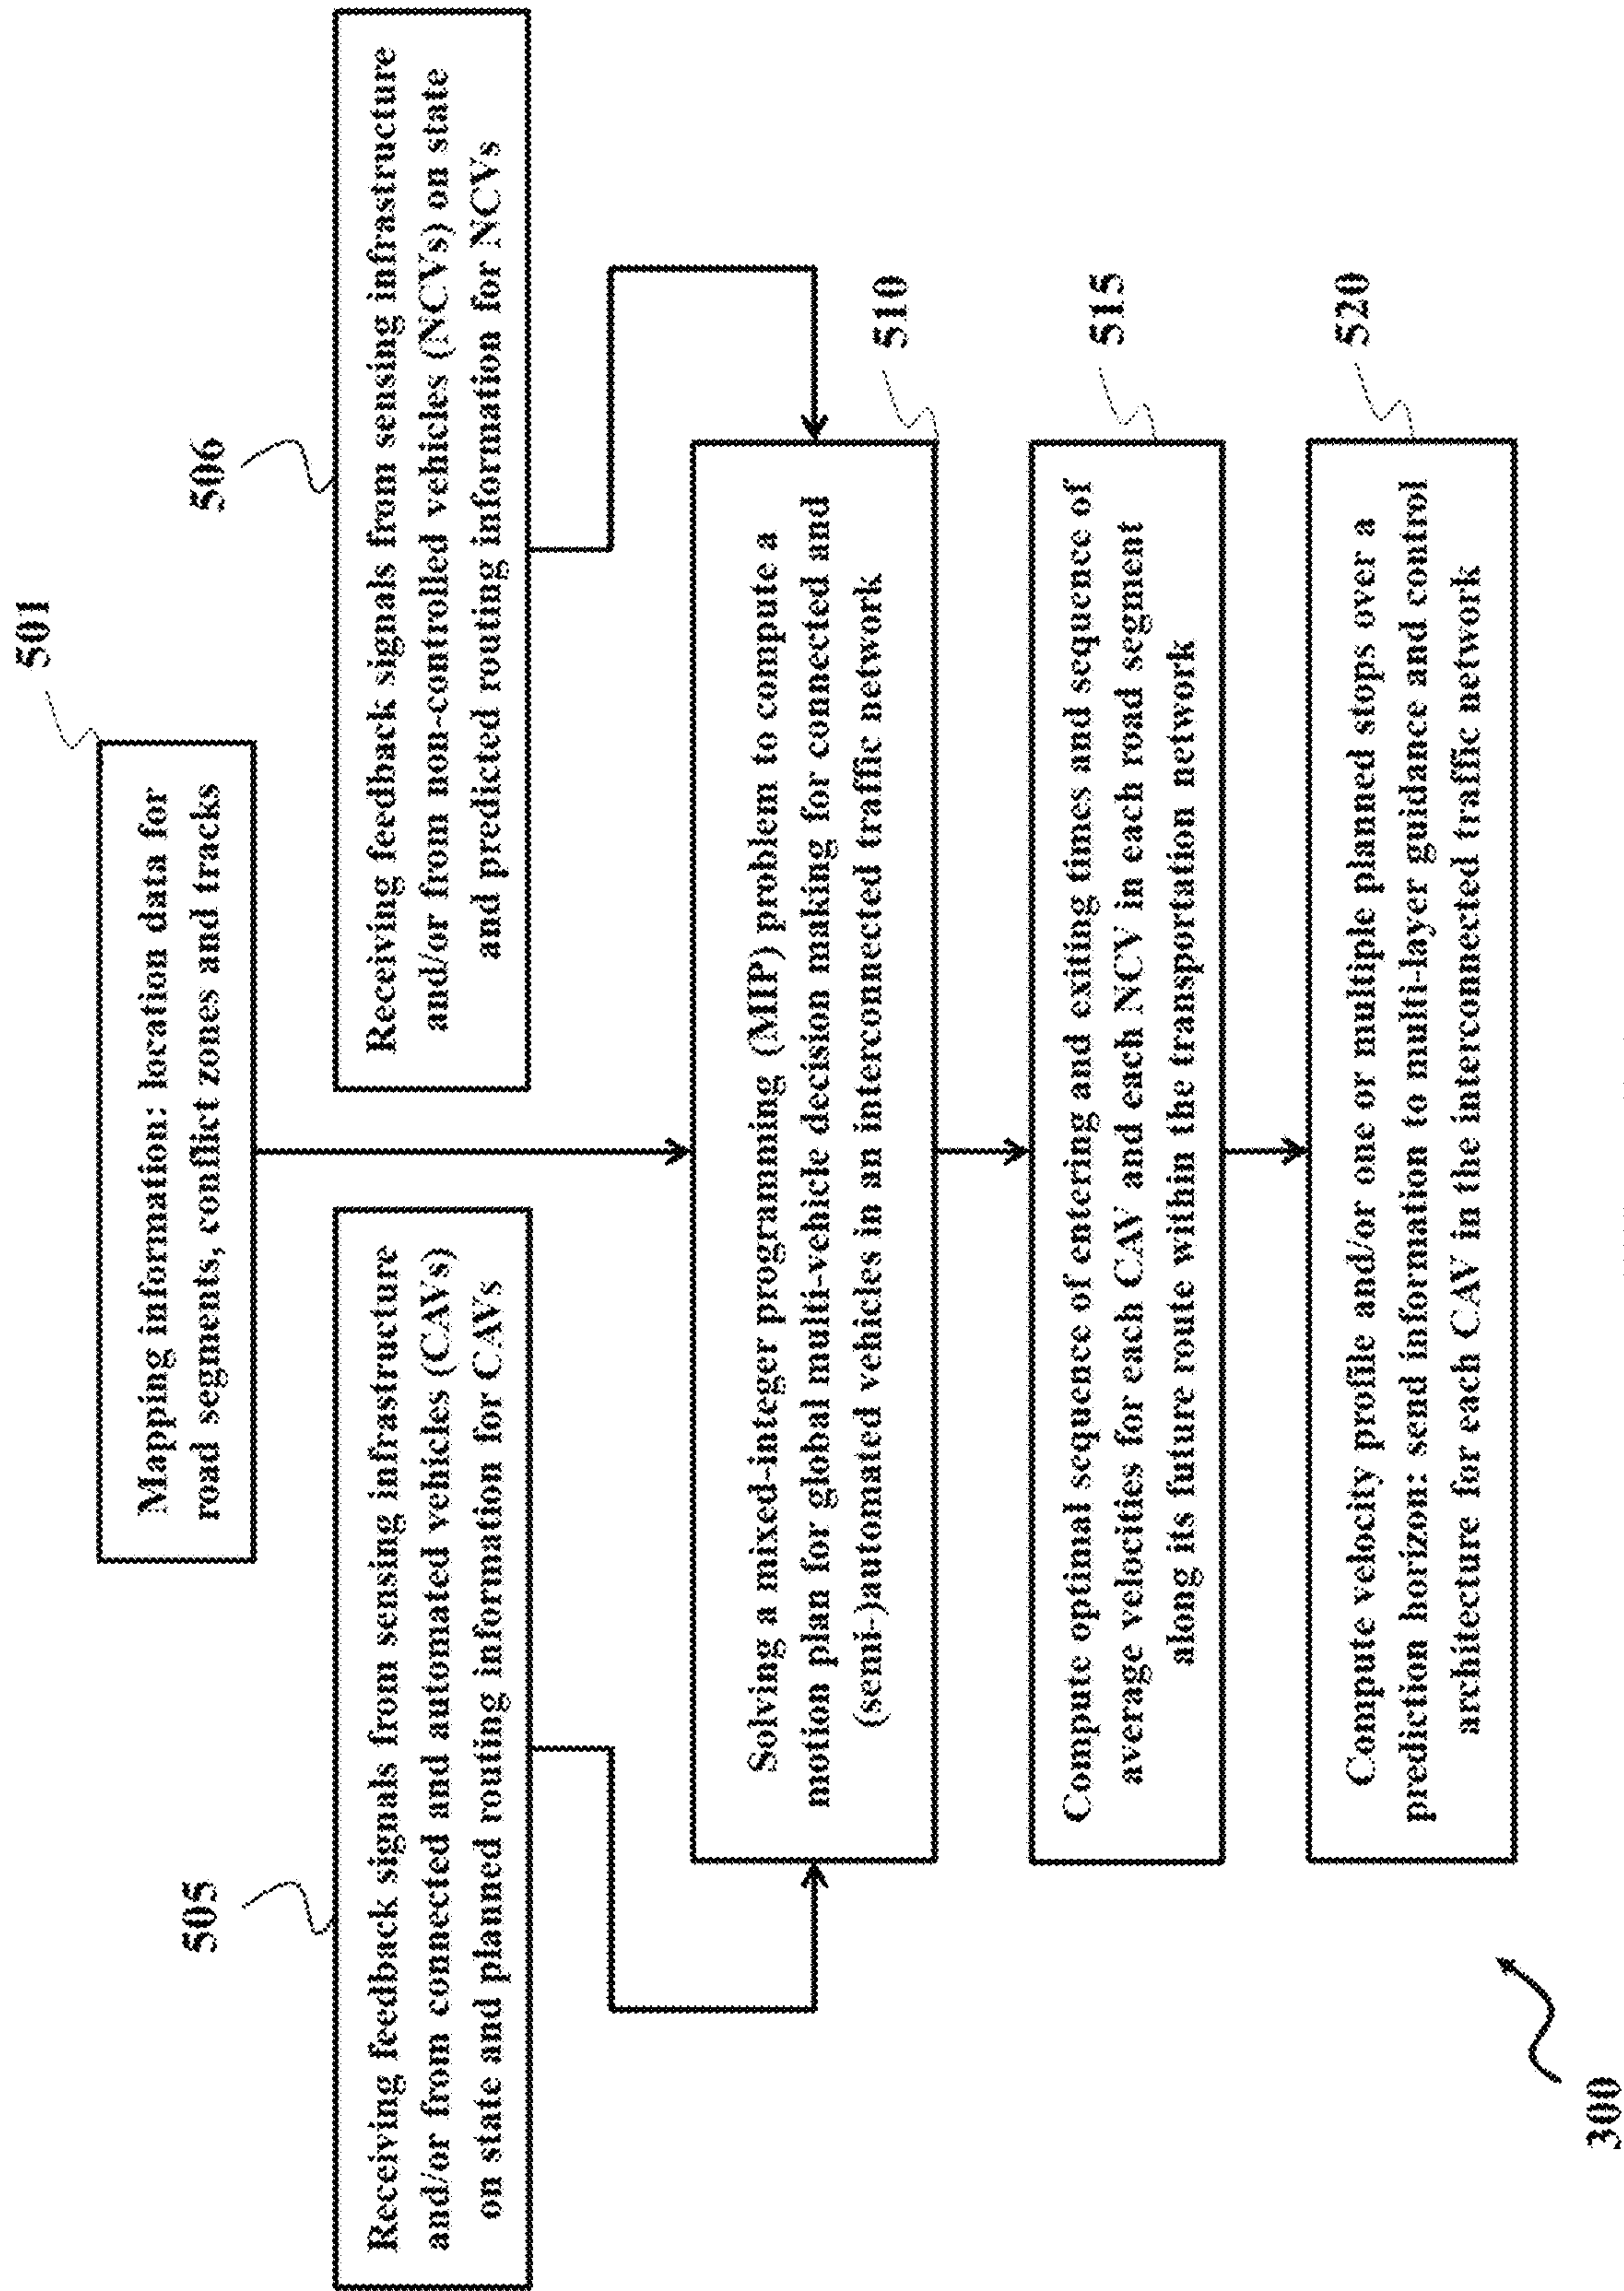 501
Mapping information: location data for
road segments, conflict zones and tracks
505
Receiving feedback signals from sensing infrastructure
and/or from connected and automated vehicles (CAVs)
on state and planned routing information for CAVs
506
Receiving feedback signals from sensing infrastructure
and/or from non-controlled vehicles (NCVs) on state
and predicted routing information for NCVs
510
Solving a mixed-integer programming (MIP) problem to compute a
motion plan for global multi-vehicle decision making for connected and
(semi-)automated vehicles in an interconnected traffic network
515
Compute optimal sequence of entering and exiting times and sequence of
average velocities for each CAV and each NCV in each road segment
along its future route within the transportation network
520
Compute velocity profile and/or one or multiple planned stops over a
prediction horizon: send information to multi-layer guidance and control
architecture for each CAV in the interconnected traffic network
300